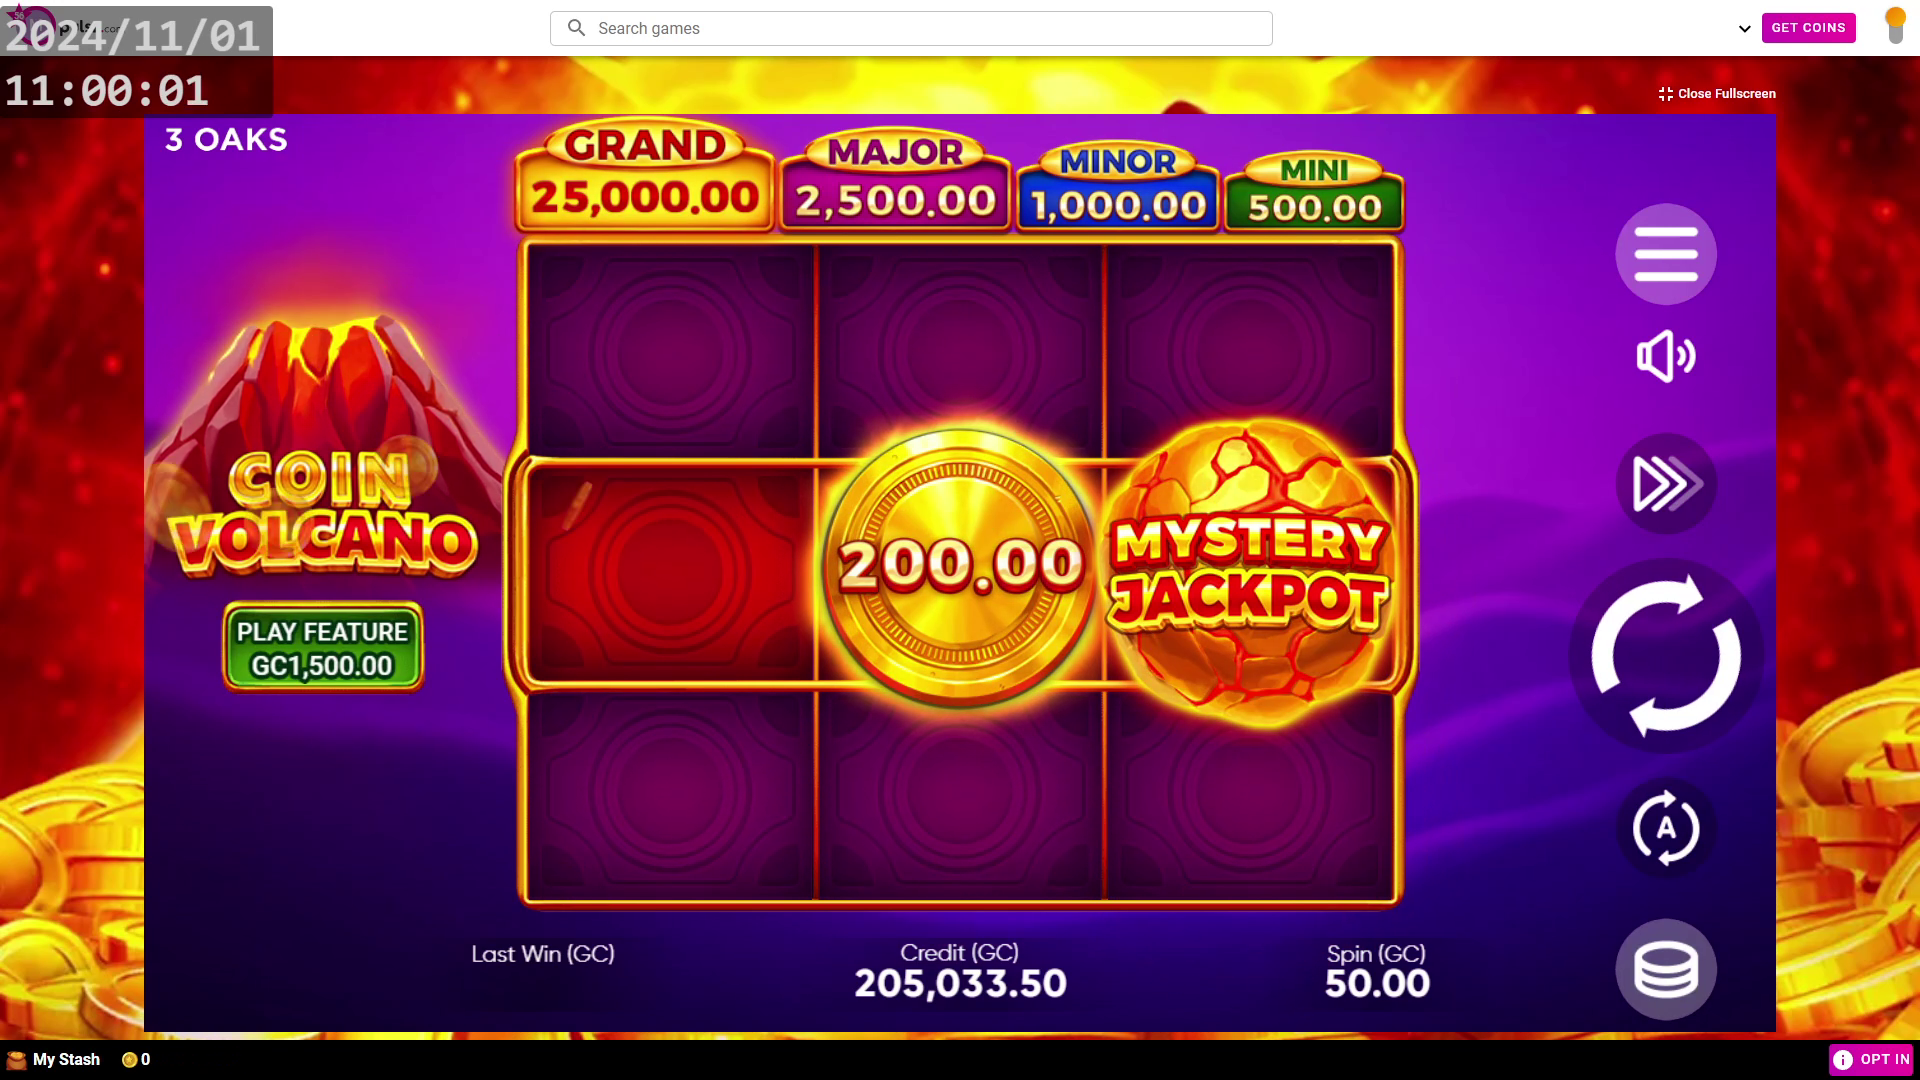 2024/11/01
11:00:01
Search games
GET COINS
Close Fullscreen
3 OAKS
GRAND
25,000.00
MAJOR
2,500.00
MINOR
1,000.00
MINI
500.00
COIN
VOLCANO
PLAY FEATURE
GC1,500.00
200.00
MYSTERY
JACKPOT
A
Last Win (GC)
Credit (GC)
205,033.50
Spin (GC)
50.00
My Stash
0
OPT IN